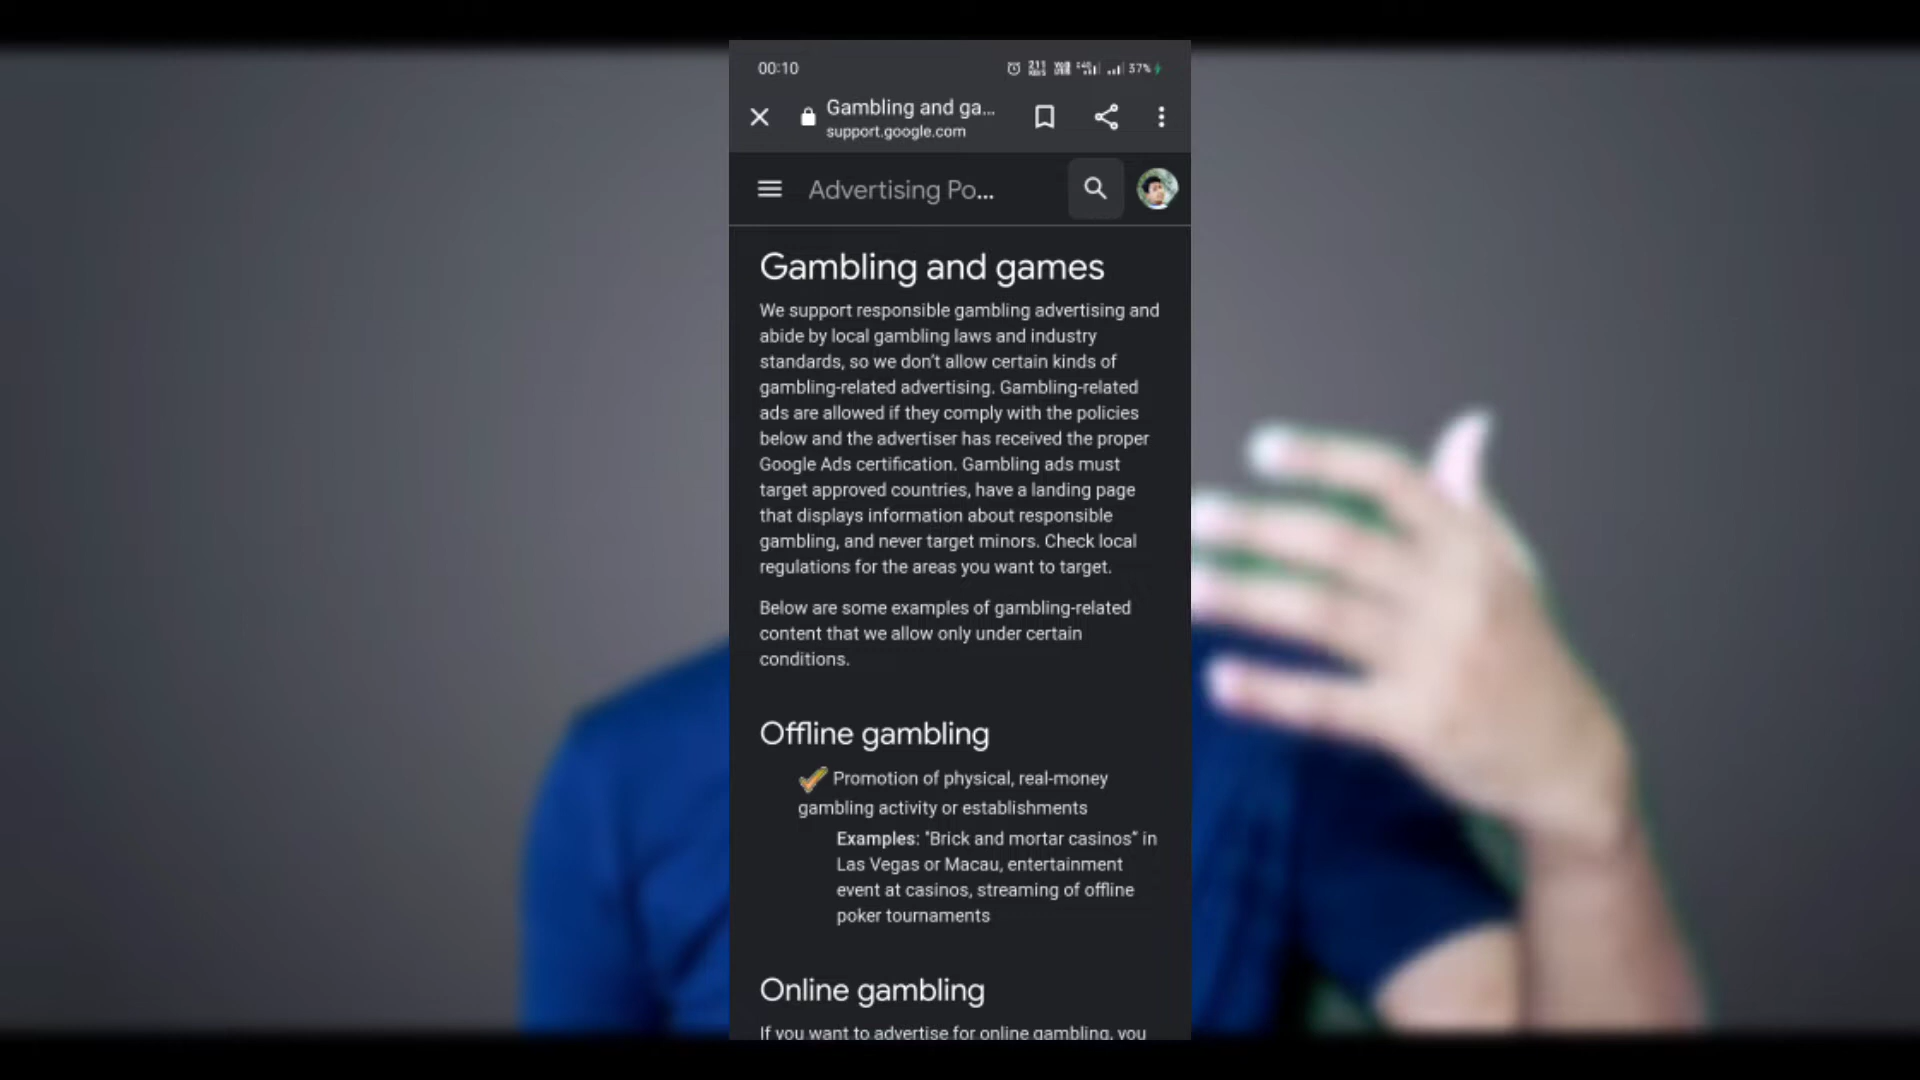 00:10
37%
Gambling and ga...
support.google.com
Advertising Po...
Gambling and games
We support responsible gambling advertising and
abide by local gambling laws and industry
standards, so we don't allow certain kinds of
gambling-related advertising. Gambling-related
ads are allowed if they comply with the policies
below and the advertiser has received the proper
Google Ads certification. Gambling ads must
target approved countries, have a landing page
that displays information about responsible
gambling, and never target minors. Check local
regulations for the areas you want to target.
Below are some examples of gambling-related
content that we allow only under certain
conditions.
Offline gambling
Promotion of physical, real-money
gambling activity or establishments
Examples: "Brick and mortar casinos" in
Las Vegas or Macau, entertainment
event at casinos, streaming of offline
poker tournaments
Online gambling
If you want to advertise for online gambling, you